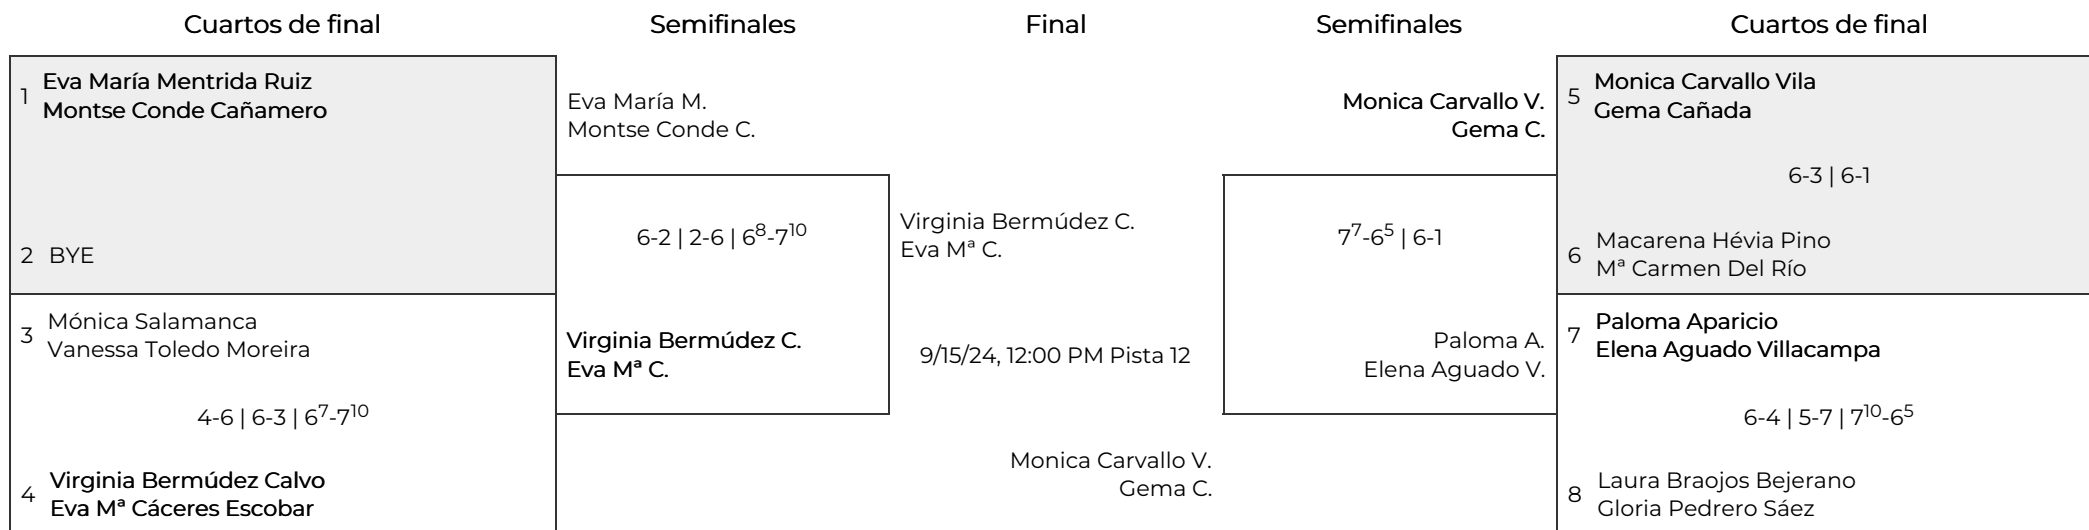 Cuartos de final
Semifinales
Final
Semifinales
Cuartos de final
1
Eva María Mentrida Ruiz
Montse Conde Cañamero
2 BYE
3
Mónica Salamanca
Vanessa Toledo Moreira
4-6 | 6-3 | 6⁷-7¹⁰
4
Virginia Bermúdez Calvo
Eva Mª Cáceres Escobar
Eva María M.
Montse Conde C.
6-2 | 2-6 | 6⁸-7¹⁰
Virginia Bermúdez C.
Eva Mª C.
Virginia Bermúdez C.
Eva Mª C.
9/15/24, 12:00 PM Pista 12
Monica Carvallo V.
Gema C.
Monica Carvallo V.
Gema C.
7⁷-6⁵ | 6-1
Paloma A.
Elena Aguado V.
5
Monica Carvallo Vila
Gema Cañada
6-3 | 6-1
6
Macarena Hévia Pino
Mª Carmen Del Río
7
Paloma Aparicio
Elena Aguado Villacampa
6-4 | 5-7 | 7¹⁰-6⁵
8
Laura Braojos Bejerano
Gloria Pedrero Sáez